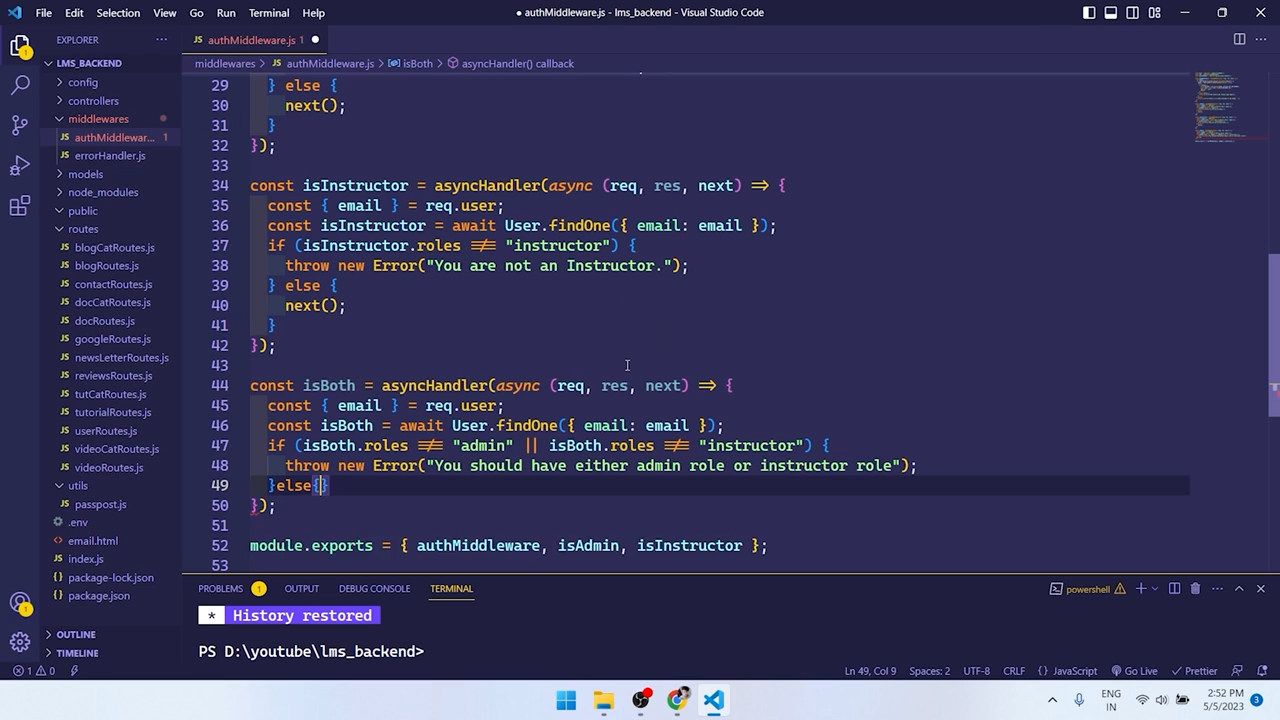 File Edit Selection View Go Run Terminal Help
● authMiddleware.js - lms_backend - Visual Studio Code
EXPLORER
LMS_BACKEND
config
controllers
middlewares
authMiddlewar... 1
errorHandler.js
models
node_modules
public
routes
blogCatRoutes.js
blogRoutes.js
contactRoutes.js
docCatRoutes.js
docRoutes.js
googleRoutes.js
newsLetterRoutes.js
reviewsRoutes.js
tutCatRoutes.js
tutorialRoutes.js
userRoutes.js
videoCatRoutes.js
videoRoutes.js
utils
passpost.js
.env
email.html
index.js
package-lock.json
package.json
OUTLINE
TIMELINE
authMiddleware.js 1 ●
middlewares > authMiddleware.js > isBoth > asyncHandler() callback
29 } else {
30 next();
31 }
32 });
33
34 const isInstructor = asyncHandler(async (req, res, next) => {
35 const { email } = req.user;
36 const isInstructor = await User.findOne({ email: email });
37 if (isInstructor.roles !== "instructor") {
38 throw new Error("You are not an Instructor.");
39 } else {
40 next();
41 }
42 });
43
44 const isBoth = asyncHandler(async (req, res, next) => {
45 const { email } = req.user;
46 const isBoth = await User.findOne({ email: email });
47 if (isBoth.roles !== "admin" || isBoth.roles !== "instructor") {
48 throw new Error("You should have either admin role or instructor role");
49 }else{}
50 });
51
52 module.exports = { authMiddleware, isAdmin, isInstructor };
53
PROBLEMS 1 OUTPUT DEBUG CONSOLE TERMINAL
powershell
* History restored
PS D:\youtube\lms_backend>
1 0
Ln 49, Col 9 Spaces: 2 UTF-8 CRLF {} JavaScript Go Live Prettier
ENG
IN
2:52 PM
5/5/2023
3